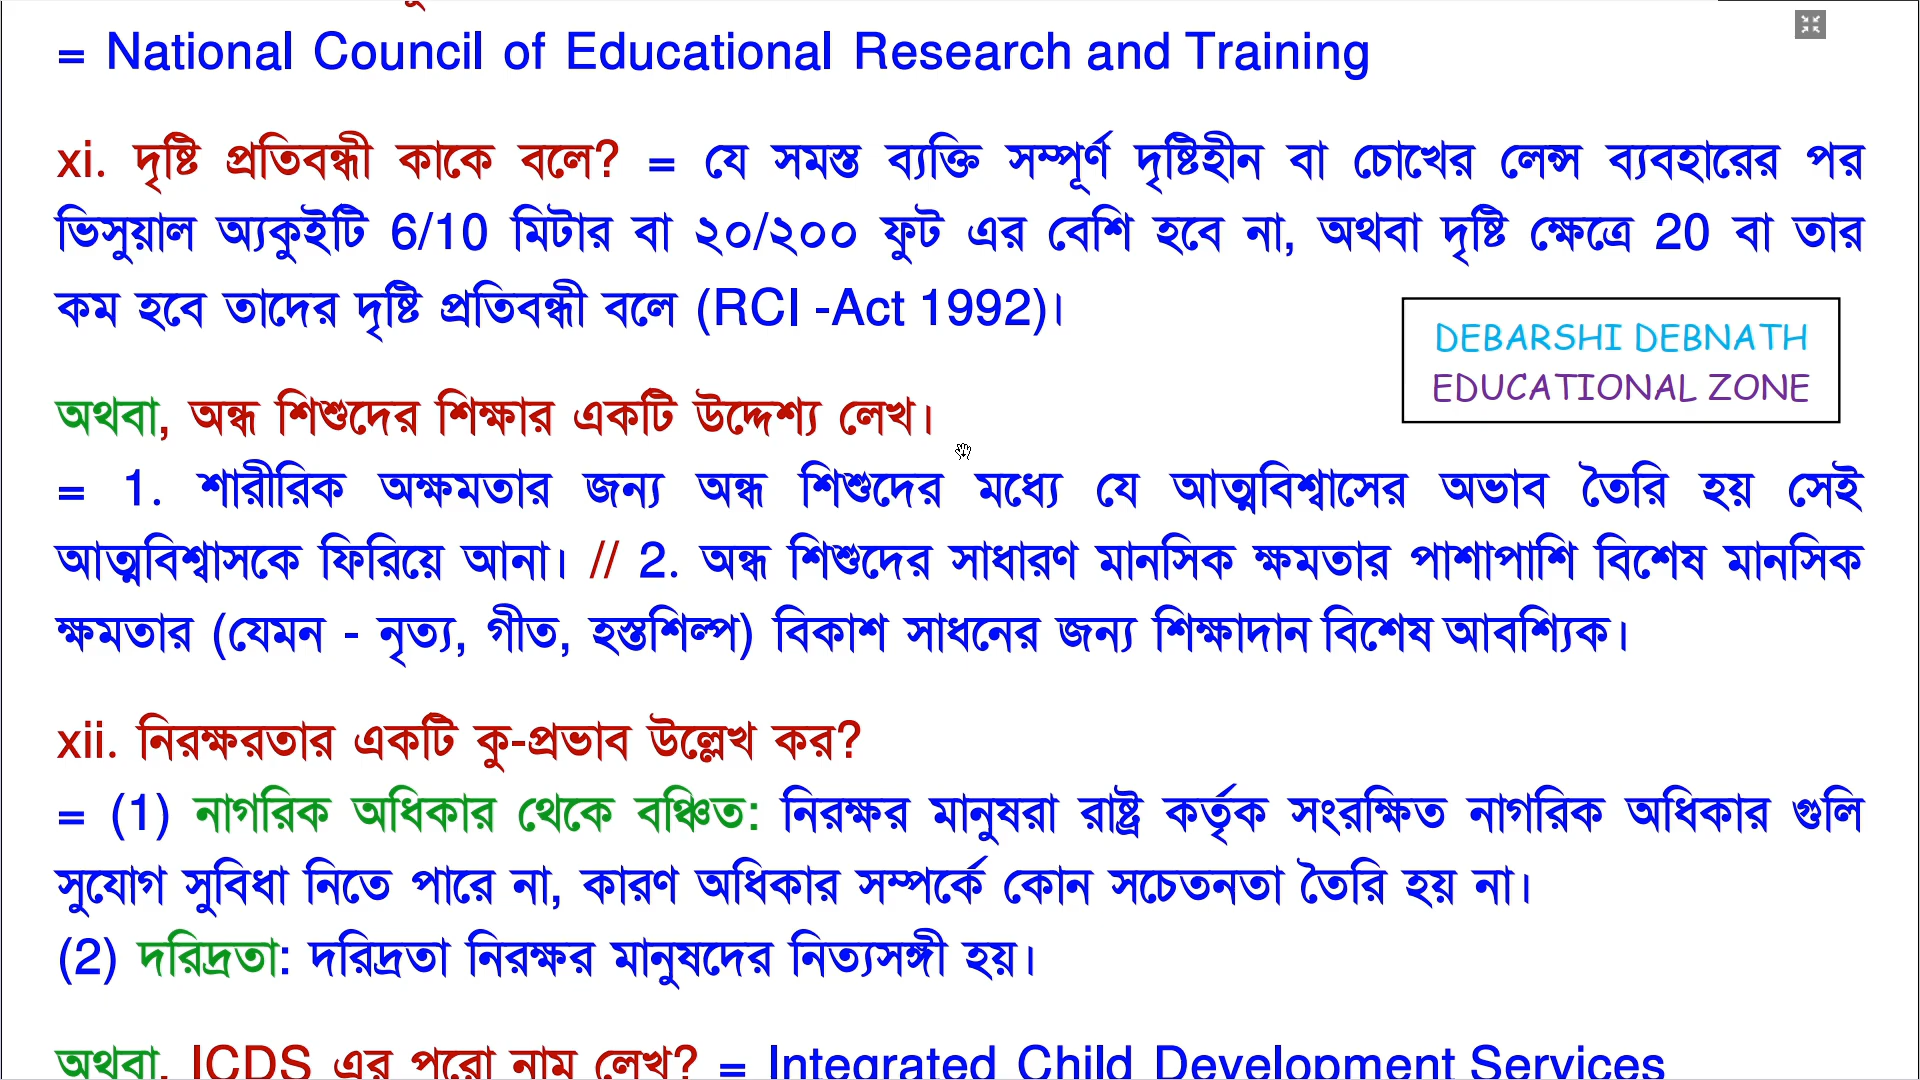 = National Council of Educational Research and Training
xi. দৃষ্টি প্রতিবন্ধী কাকে বলে? = যে সমস্ত ব্যক্তি সম্পূর্ণ দৃষ্টিহীন বা চোখের লেন্স ব্যবহারের পর
ভিসুয়াল অ্যকুইটি 6/10 মিটার বা ২০/২০০ ফুট এর বেশি হবে না, অথবা দৃষ্টি ক্ষেত্রে 20 বা তার
কম হবে তাদের দৃষ্টি প্রতিবন্ধী বলে (RCI -Act 1992)।
DEBARSHI DEBNATH
EDUCATIONAL ZONE
অথবা, অন্ধ শিশুদের শিক্ষার একটি উদ্দেশ্য লেখ।
= 1. শারীরিক অক্ষমতার জন্য অন্ধ শিশুদের মধ্যে যে আত্মবিশ্বাসের অভাব তৈরি হয় সেই
আত্মবিশ্বাসকে ফিরিয়ে আনা। // 2. অন্ধ শিশুদের সাধারণ মানসিক ক্ষমতার পাশাপাশি বিশেষ মানসিক
ক্ষমতার (যেমন - নৃত্য, গীত, হস্তশিল্প) বিকাশ সাধনের জন্য শিক্ষাদান বিশেষ আবশ্যিক।
xii. নিরক্ষরতার একটি কু-প্রভাব উল্লেখ কর?
= (1) নাগরিক অধিকার থেকে বঞ্চিত: নিরক্ষর মানুষরা রাষ্ট্র কর্তৃক সংরক্ষিত নাগরিক অধিকার গুলি
সুযোগ সুবিধা নিতে পারে না, কারণ অধিকার সম্পর্কে কোন সচেতনতা তৈরি হয় না।
(2) দরিদ্রতা: দরিদ্রতা নিরক্ষর মানুষদের নিত্যসঙ্গী হয়।
অথবা, ICDS এর পুরো নাম লেখ? = Integrated Child Development Services